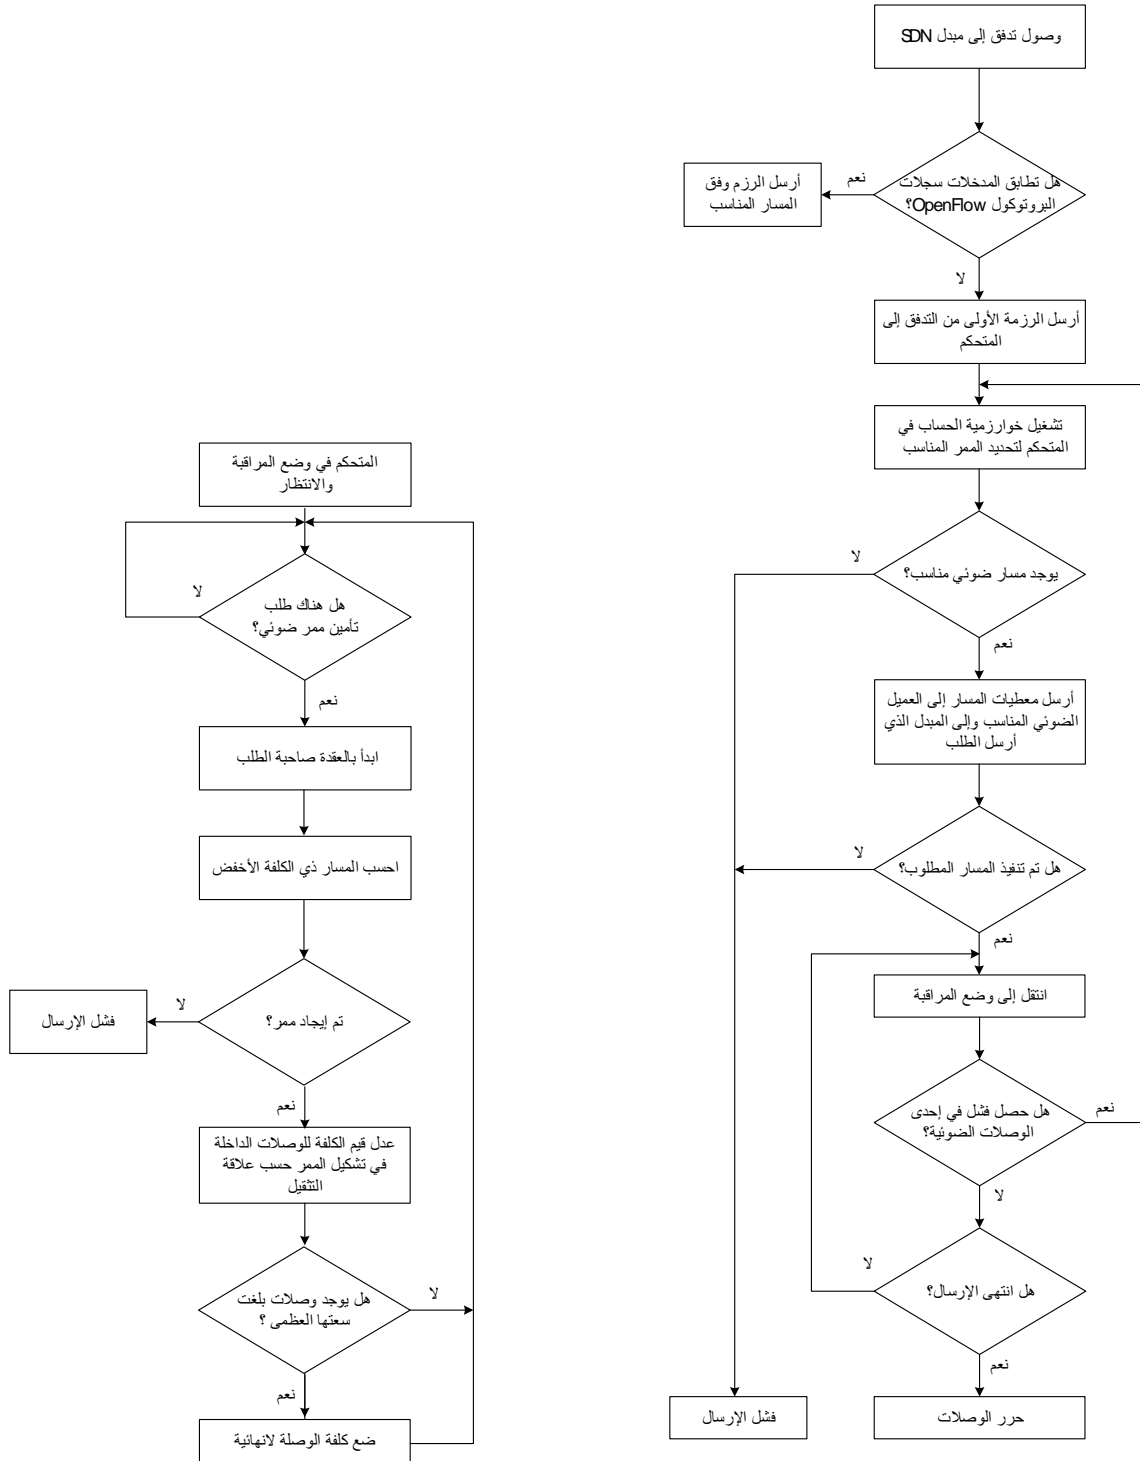 وصول تدفق إلى مبدل SDN
هل تطابق المدخلات سجلات
البروتوكول OpenFlow؟
نعم
أرسل الرزم وفق
المسار المناسب
لا
أرسل الرزمة الأولى من التدفق إلى
المتحكم
تشغيل خوارزمية الحساب في
المتحكم لتحديد الممر المناسب
يوجد مسار ضوئي مناسب؟
لا
نعم
أرسل معطيات المسار إلى العميل
الضوئي المناسب وإلى المبدل الذي
أرسل الطلب
هل تم تنفيذ المسار المطلوب؟
لا
نعم
انتقل إلى وضع المراقبة
هل حصل فشل في إحدى
الوصلات الضوئية؟
نعم
لا
هل انتهى الإرسال؟
لا
نعم
حرر الوصلات
فشل الإرسال
المتحكم في وضع المراقبة
والانتظار
هل هناك طلب
تأمين ممر ضوئي؟
لا
نعم
ابدأ بالعقدة صاحبة الطلب
احسب المسار ذي الكلفة الأخفض
تم إيجاد ممر؟
لا
فشل الإرسال
نعم
عدل قيم الكلفة للوصلات الداخلة
في تشكيل الممر حسب علاقة
التثقيل
هل يوجد وصلات بلغت
سعتها العظمى ؟
لا
نعم
ضع كلفة الوصلة لانهائية